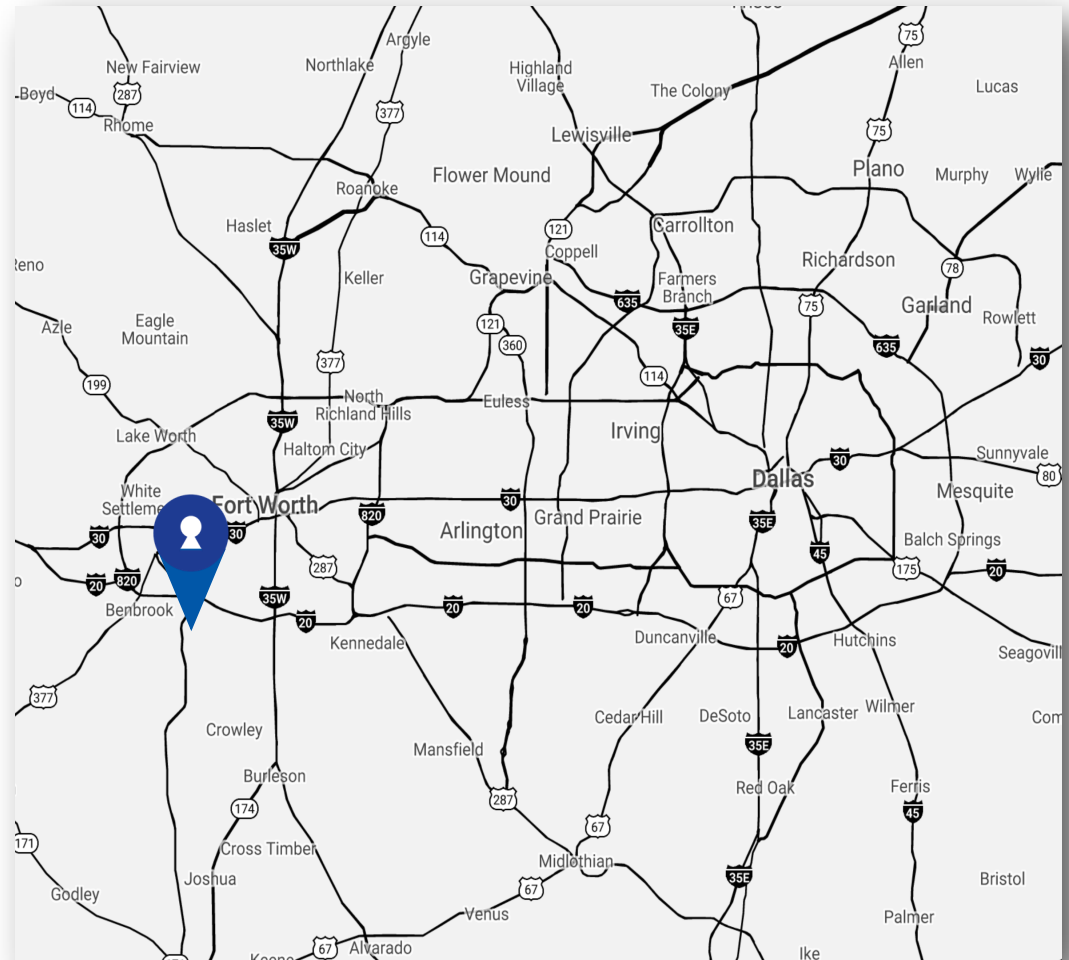 Argyle
75
New Fairview
Northlake
Allen
Highland
Village
287
Boyd
The Colony
Lucas
114
377
Rhome
75
Lewisville
Plano
Flower Mound
Murphy
Wylie
Roanoke
Haslet
121
Carrollton
114
35W
Coppell
Richardson
Keller
Grapevine
78
Farmers
Branch
635
75
Garland
Rowlett
121
35E
Azle
Eagle
Mountain
360
635
30
377
114
199
North
Richland Hills
Euless
35W
Irving
Lake Worth
Haltom City
Sunnyvale
30
80
Dallas
White
Mesquite
30
Fort Worth
820
Grand Prairie
35E
Arlington
30
30
Balch Springs
45
287
175
20
820
20
35W
67
Benbrook
20
20
20
Kennedale
Duncanville
Hutchins
20
377
Cedar Hill
DeSoto
Lancaster
Wilmer
Crowley
Mansfield
35E
Burleson
Red Oak
Ferris
287
174
45
67
171
Cross Timber
Midlothian
Joshua
35E
Bristol
Godley
67
Venus
Palmer
67
Alvarado
Ike